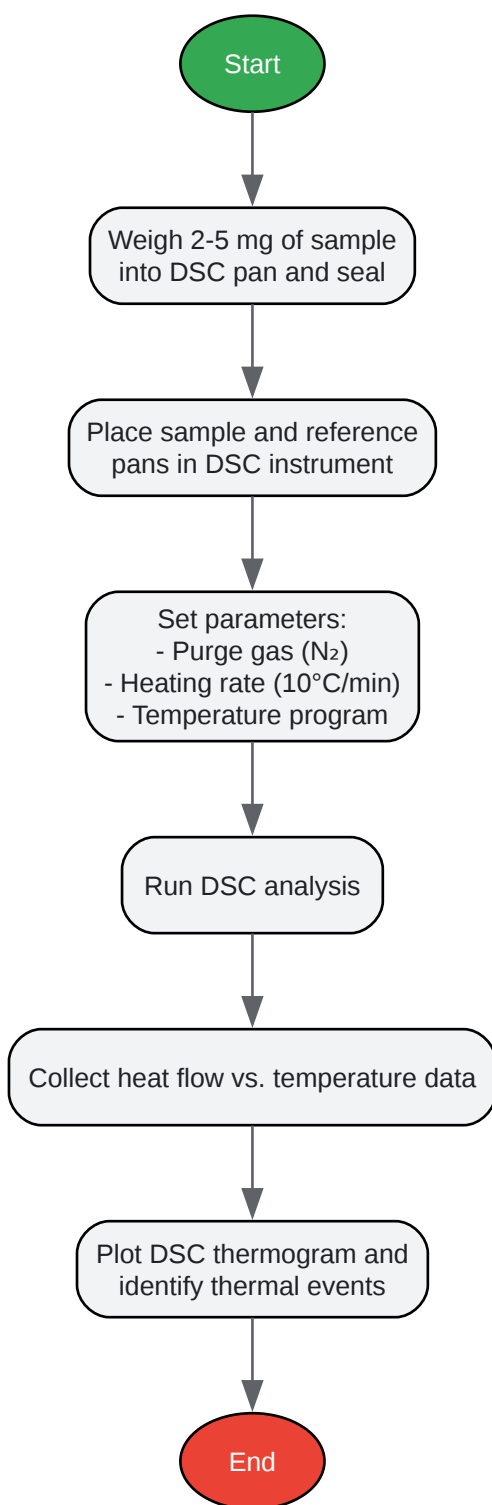 Start
Weigh 2-5 mg of sample
into DSC pan and seal
Place sample and reference
pans in DSC instrument
Set parameters:
- Purge gas (N₂)
- Heating rate (10°C/min)
- Temperature program
Run DSC analysis
Collect heat flow vs. temperature data
Plot DSC thermogram and
identify thermal events
End